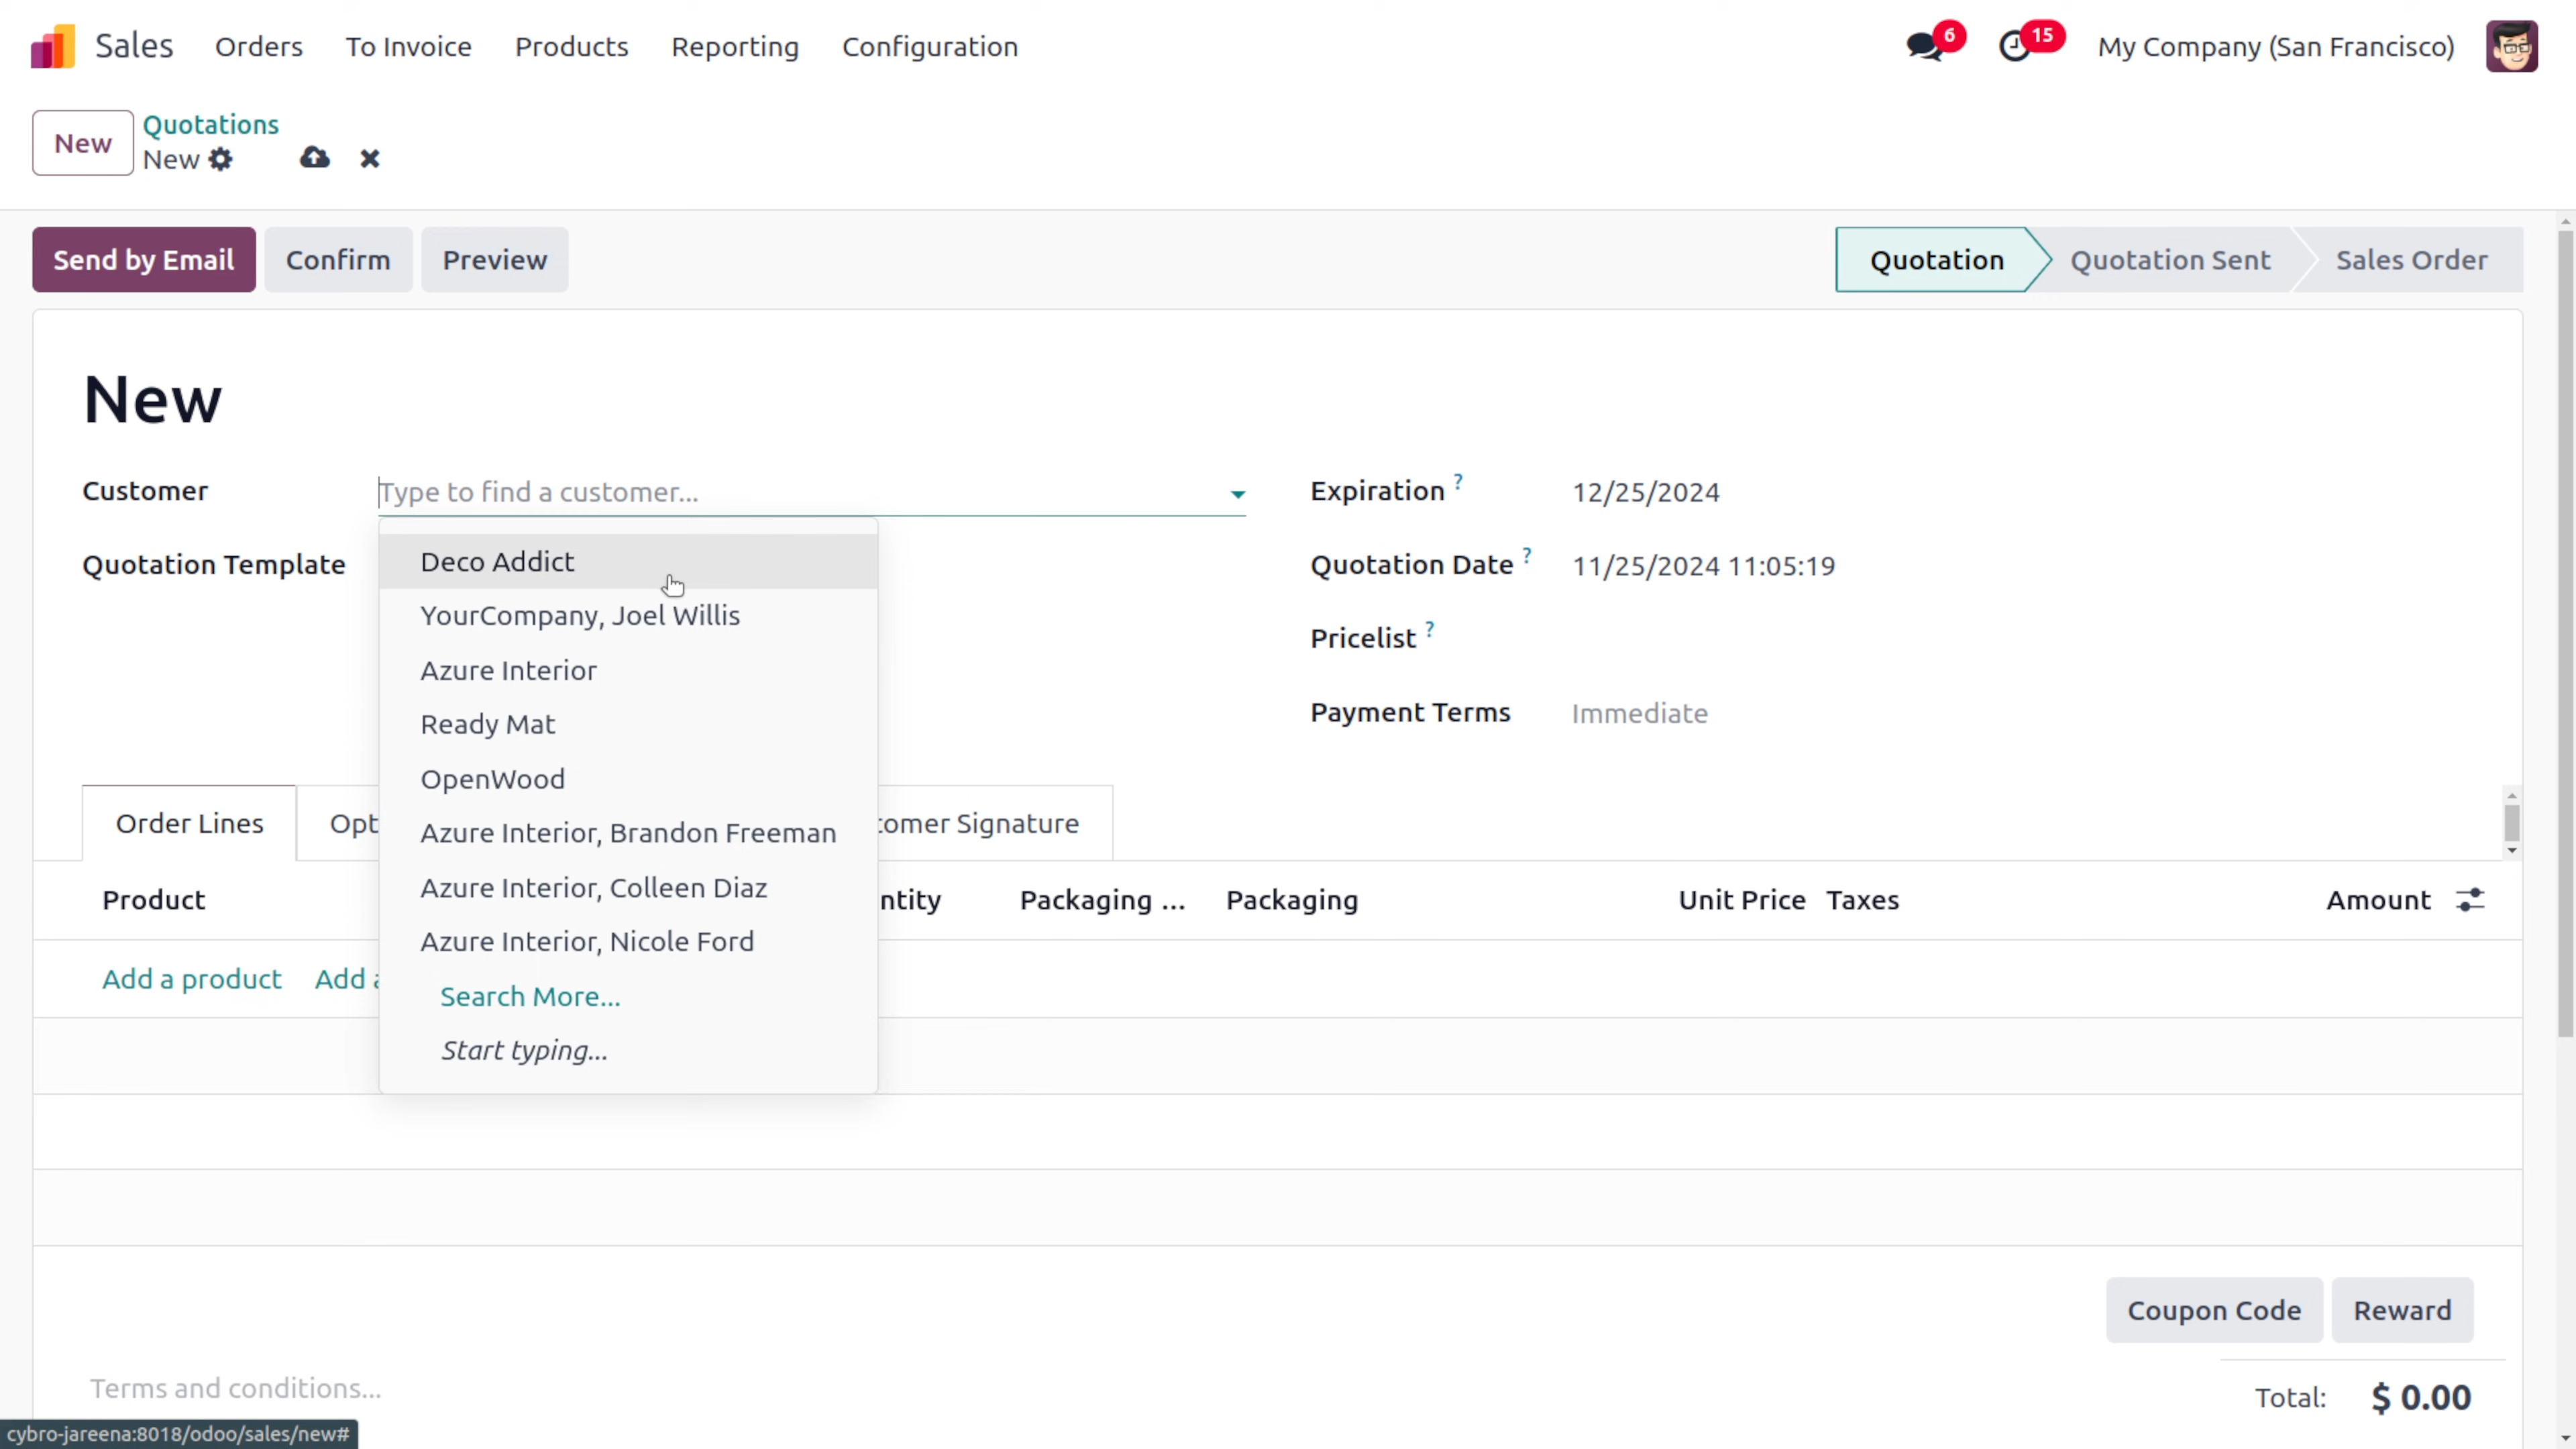 Sales Orders To Invoice Products Reporting Configuration 6 15 My Company (San Francisco)
New Quotations
New
Send by Email Confirm Preview Quotation Quotation Sent Sales Order
New
Customer Type to find a customer... Expiration ? 12/25/2024
Deco Addict
Quotation Template Quotation Date ? 11/25/2024 11:05:19
YourCompany, Joel Willis
Pricelist ?
Azure Interior
Ready Mat Payment Terms Immediate
OpenWood
Order Lines Opt Azure Interior, Brandon Freeman tomer Signature
Azure Interior, Colleen Diaz
Product ntity Packaging ... Packaging Unit Price Taxes Amount
Azure Interior, Nicole Ford
Add a product Add a
Search More...
Start typing...
Coupon Code Reward
Terms and conditions... Total: $ 0.00
cybro-jareena:8018/odoo/sales/new#